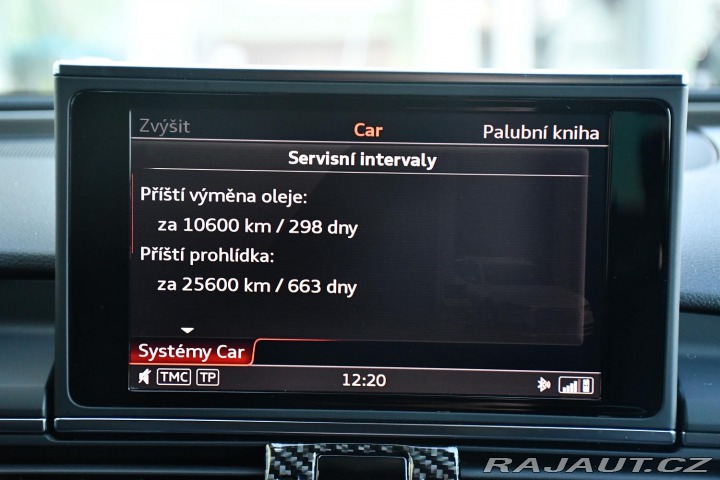 Zvýšit
Car
Palubní kniha
Servisní intervaly
Příští výměna oleje:
za 10600 km / 298 dny
Příští prohlídka:
za 25600 km / 663 dny
Systémy Car
TMC TP 12:20
RAJAUT.CZ